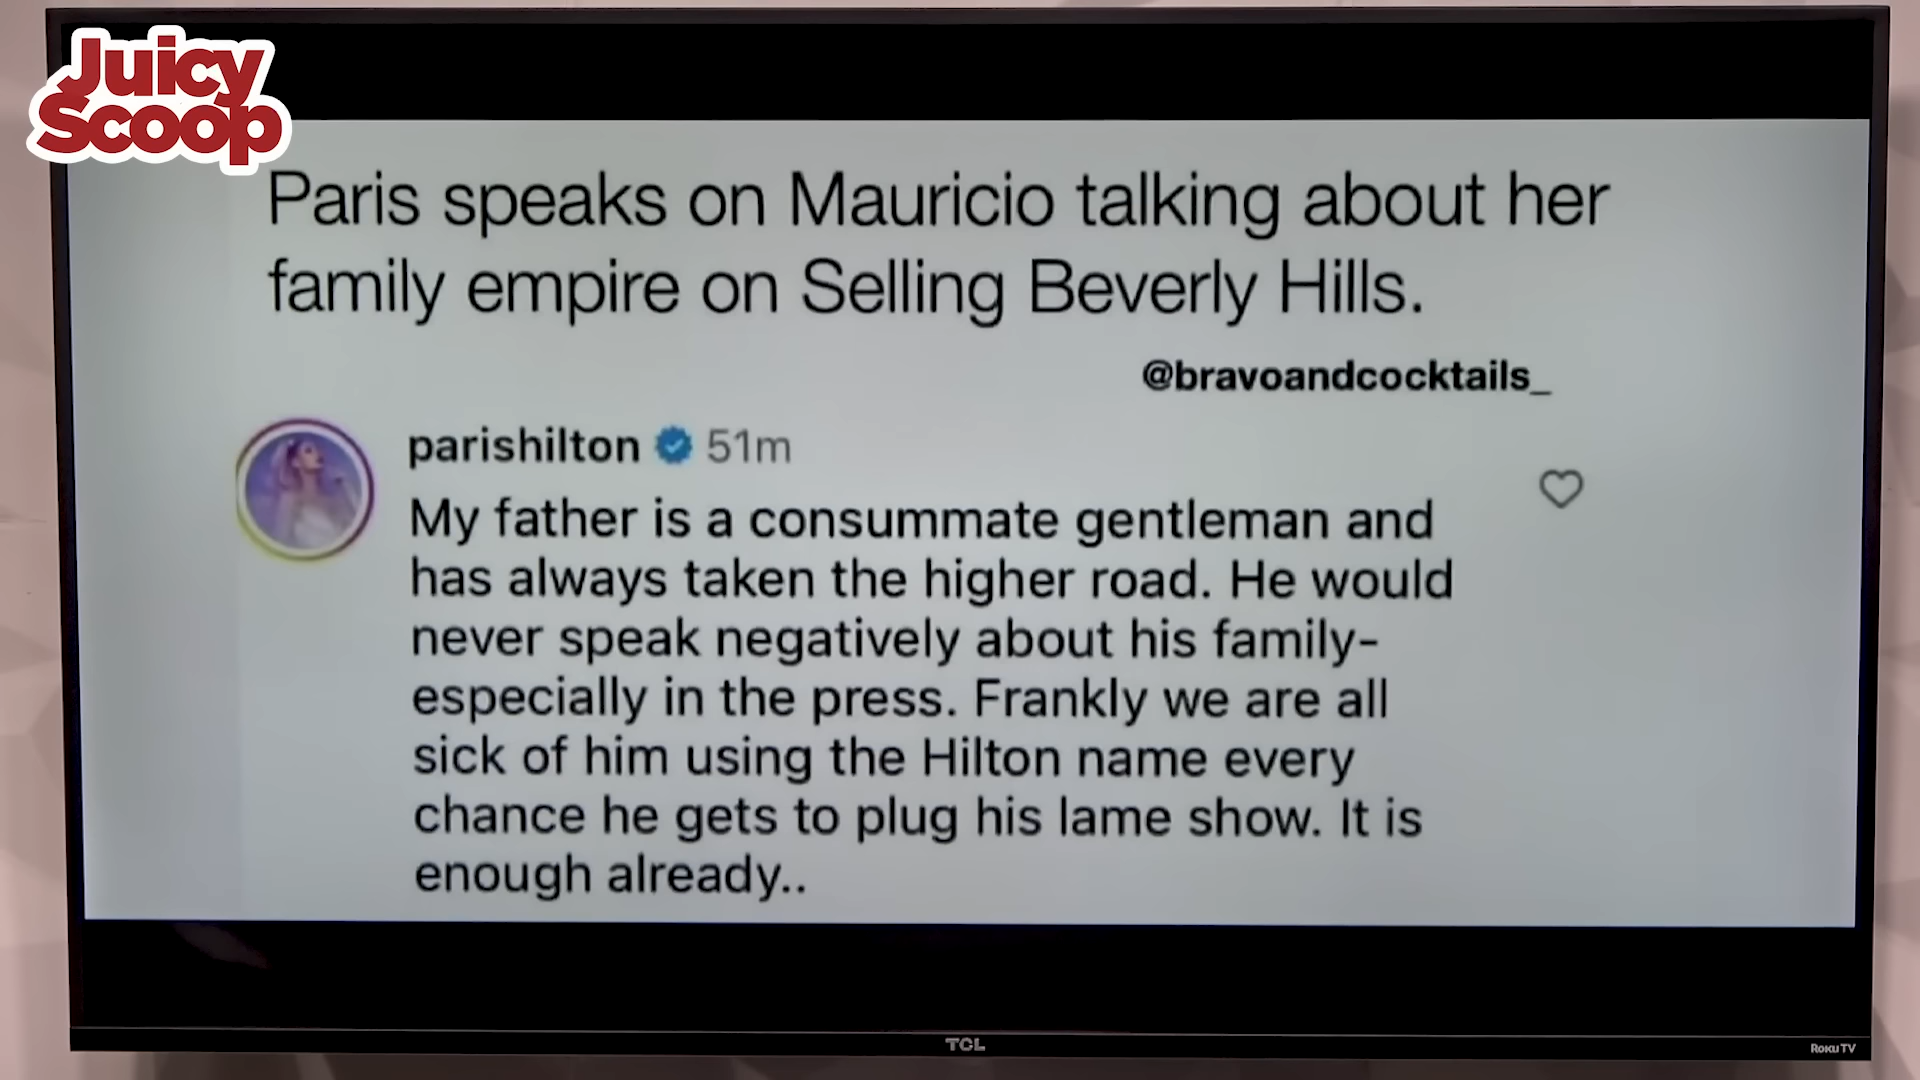 Juicy
Scoop
Paris speaks on Mauricio talking about her
family empire on Selling Beverly Hills.
@bravoandcocktails_
parishilton 51m
My father is a consummate gentleman and
has always taken the higher road. He would
never speak negatively about his family-
especially in the press. Frankly we are all
sick of him using the Hilton name every
chance he gets to plug his lame show. It is
enough already..
TCL
Roku TV